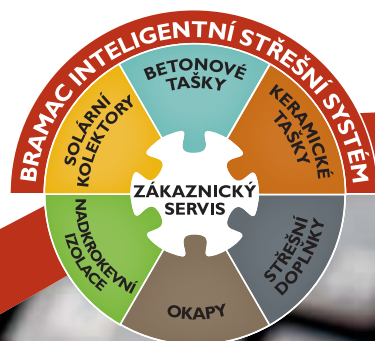 BRAMAC INTELIGENTNÍ STŘEŠNÍ SYSTÉM
BETONOVÉ
TAŠKY
KERAMICKÉ
TAŠKY
STŘEŠNÍ
DOPLŇKY
OKAPY
NADKROKEVNÍ
IZOLACE
SOLÁRNÍ
KOLEKTORY
ZÁKAZNICKÝ
SERVIS